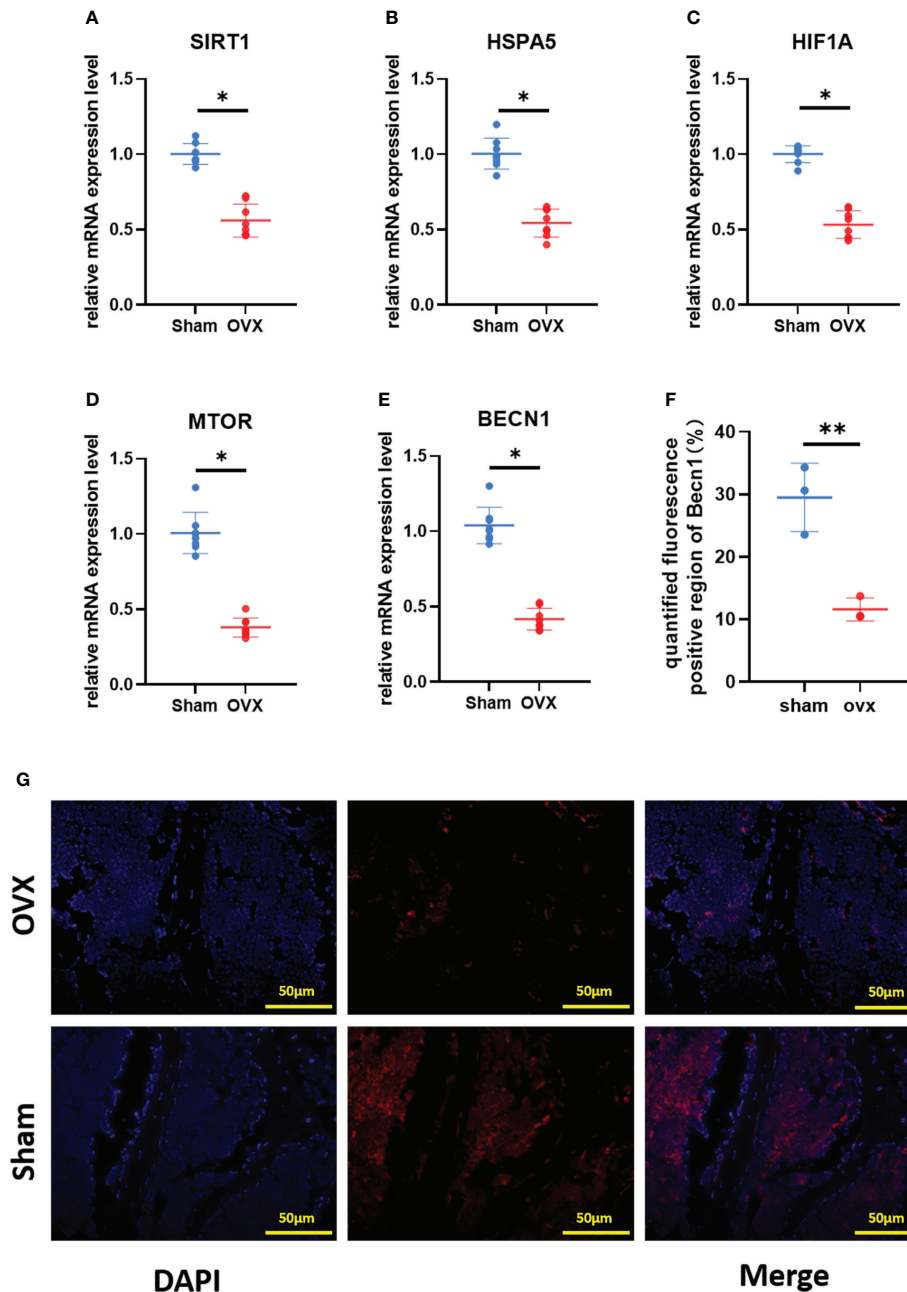 A
SIRT1
relative mRNA expression level
1.5
1.0
0.5
0.0
*
Sham OVX
B
HSPA5
relative mRNA expression level
1.5
1.0
0.5
0.0
*
Sham OVX
C
HIF1A
relative mRNA expression level
1.5
1.0
0.5
0.0
*
Sham OVX
D
MTOR
relative mRNA expression level
1.5
1.0
0.5
0.0
*
Sham OVX
E
BECN1
relative mRNA expression level
1.5
1.0
0.5
0.0
*
Sham OVX
F
quantified fluorescence
positive region of Becn1(%)
40
30
20
10
0
**
sham ovx
G
OVX
50μm
50μm
50μm
Sham
50μm
50μm
50μm
DAPI
Merge